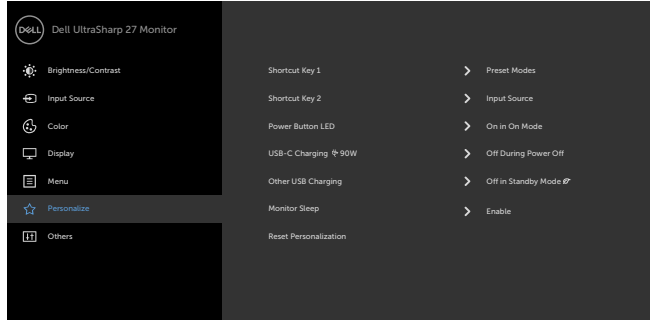 DELL Dell UltraSharp 27 Monitor
Brightness/Contrast Shortcut Key 1 Preset Modes
Input Source Shortcut Key 2 Input Source
Color Power Button LED On in On Mode
Display USB-C Charging 90W Off During Power Off
Menu Other USB Charging Off in Standby Mode
Personalize Monitor Sleep Enable
Others Reset Personalization